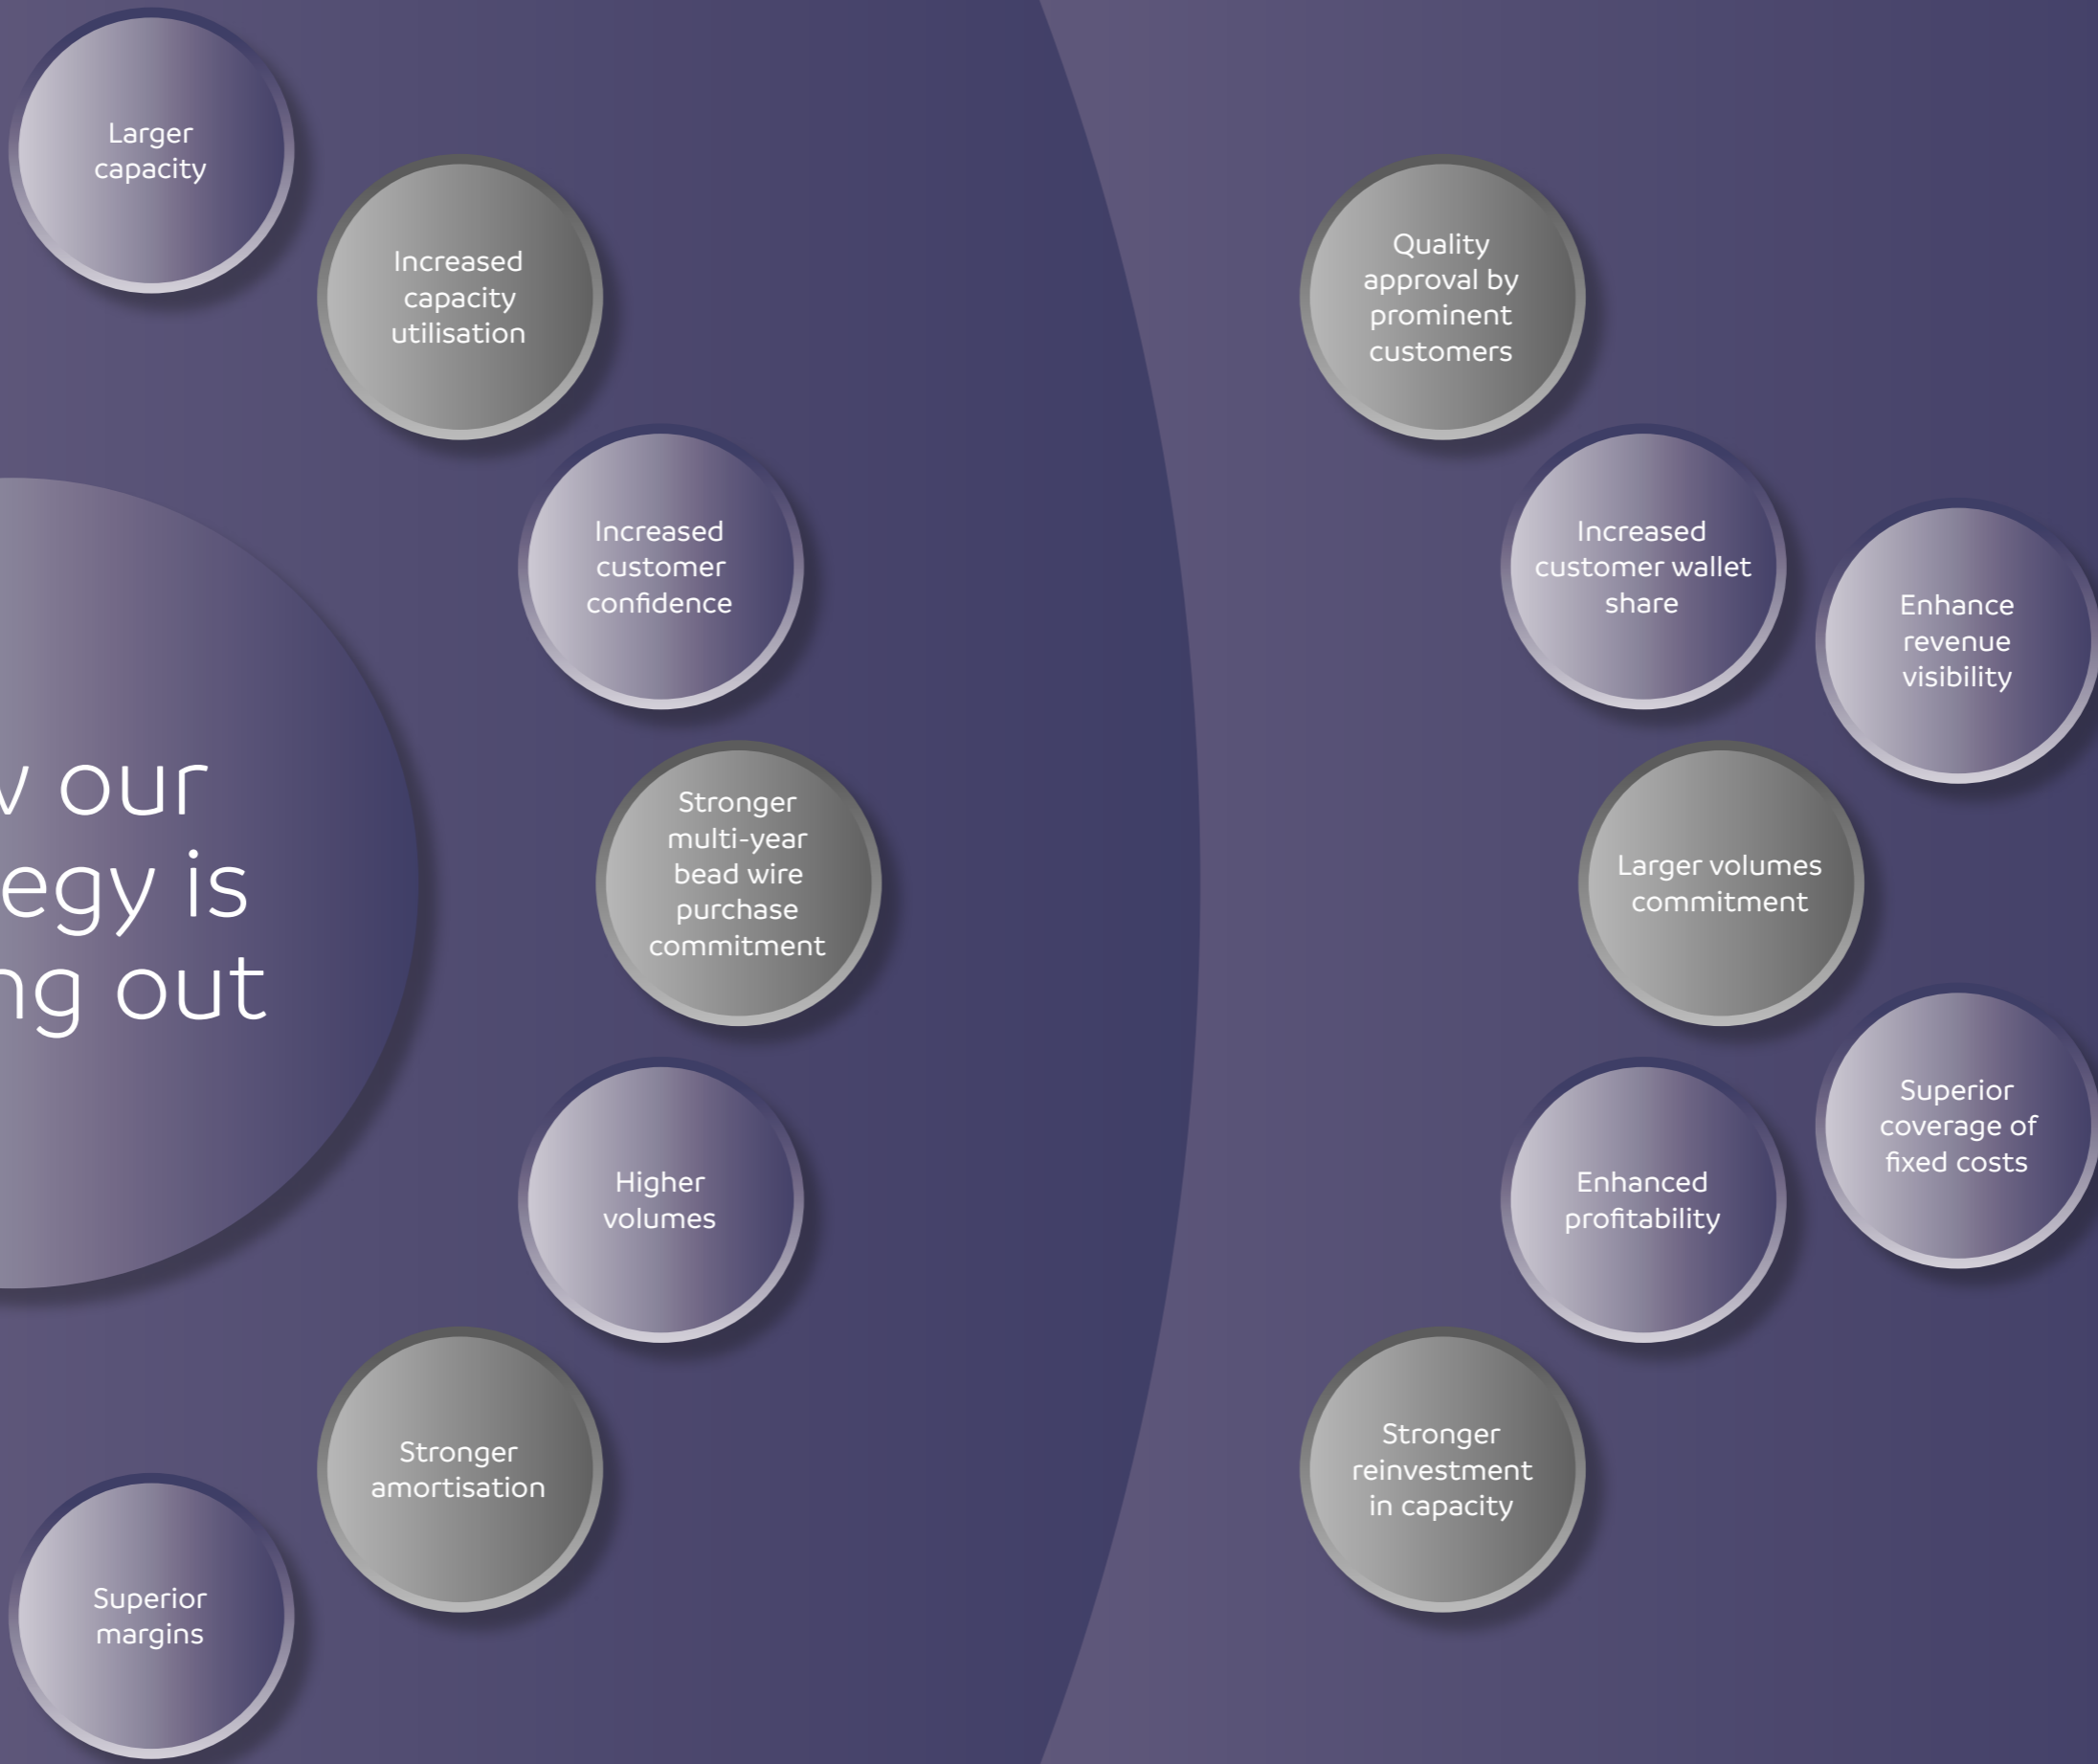 Larger
capacity
Increased
capacity
utilisation
Increased
customer
confidence
our
is
out
Stronger
multi-year
bead wire
purchase
commitment
Higher
volumes
Stronger
amortisation
Superior
margins
Quality
approval by
prominent
customers
Increased
customer wallet
share
Enhance
revenue
visibility
Larger volumes
commitment
Superior
coverage of
fixed costs
Enhanced
profitability
Stronger
reinvestment
in capacity